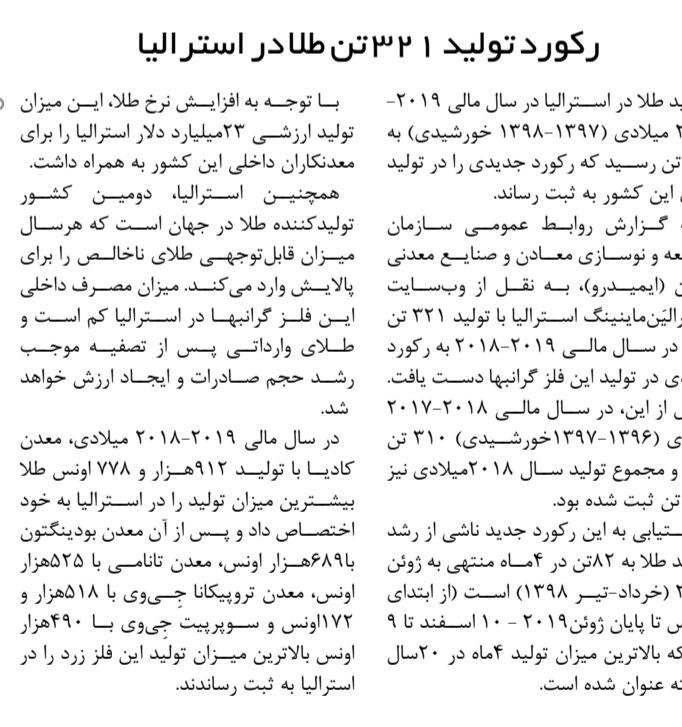 رکورد تولید ۳۲۱ تن طلا در استرالیا
طلا در استرالیا در سال مالی ۲۰۱۹-
میلادی (۱۳۹۷-۱۳۹۸ خورشیدی) به
تن رسید که رکورد جدیدی را در تولید
این کشور به ثبت رساند.
گزارش روابط عمومی سازمان
و نوسازی معادن و صنایع معدنی
(ایمیدرو)، به نقل از وب‌سایت
استرالیا با تولید ۳۲۱ تن
در سال مالی ۲۰۱۹-۲۰۱۸ به رکورد
در تولید این فلز گرانبها دست یافت.
از این، در سال مالی ۲۰۱۸-۲۰۱۷
(۱۳۹۶-۱۳۹۷خورشیدی) ۳۱۰ تن
و مجموع تولید سال ۲۰۱۸میلادی نیز
تن ثبت شده بود.
به این رکورد جدید ناشی از رشد
طلا به ۸۲تن در ۴ماه منتهی به ژوئن
(خرداد-تیر ۱۳۹۸) است (از ابتدای
تا پایان ژوئن۲۰۱۹ - ۱۰ اسفند تا ۹
که بالاترین میزان تولید ۴ماه در ۲۰سال
عنوان شده است.
با توجه به افزایش نرخ طلا، این میزان
تولید ارزشی ۲۳میلیارد دلار استرالیا را برای
معدنکاران داخلی این کشور به همراه داشت.
همچنین استرالیا، دومین کشور
تولیدکننده طلا در جهان است که هرسال
میزان قابل‌توجهی طلای ناخالص را برای
پالایش وارد می‌کند. میزان مصرف داخلی
این فلز گرانبها در استرالیا کم است و
طلای وارداتی پس از تصفیه موجب
رشد حجم صادرات و ایجاد ارزش خواهد
شد.
در سال مالی ۲۰۱۹-۲۰۱۸ میلادی، معدن
کادیا با تولید ۹۱۲هزار و ۷۷۸ اونس طلا
بیشترین میزان تولید را در استرالیا به خود
اختصاص داد و پس از آن معدن بودینگتون
با۶۸۹هزار اونس، معدن تانامی با ۵۲۵هزار
اونس، معدن تروپیکانا جِی‌وی با ۵۱۸هزار و
۱۷۲اونس و سوپرپیت جِی‌وی با ۴۹۰هزار
اونس بالاترین میزان تولید این فلز زرد را در
استرالیا به ثبت رساندند.